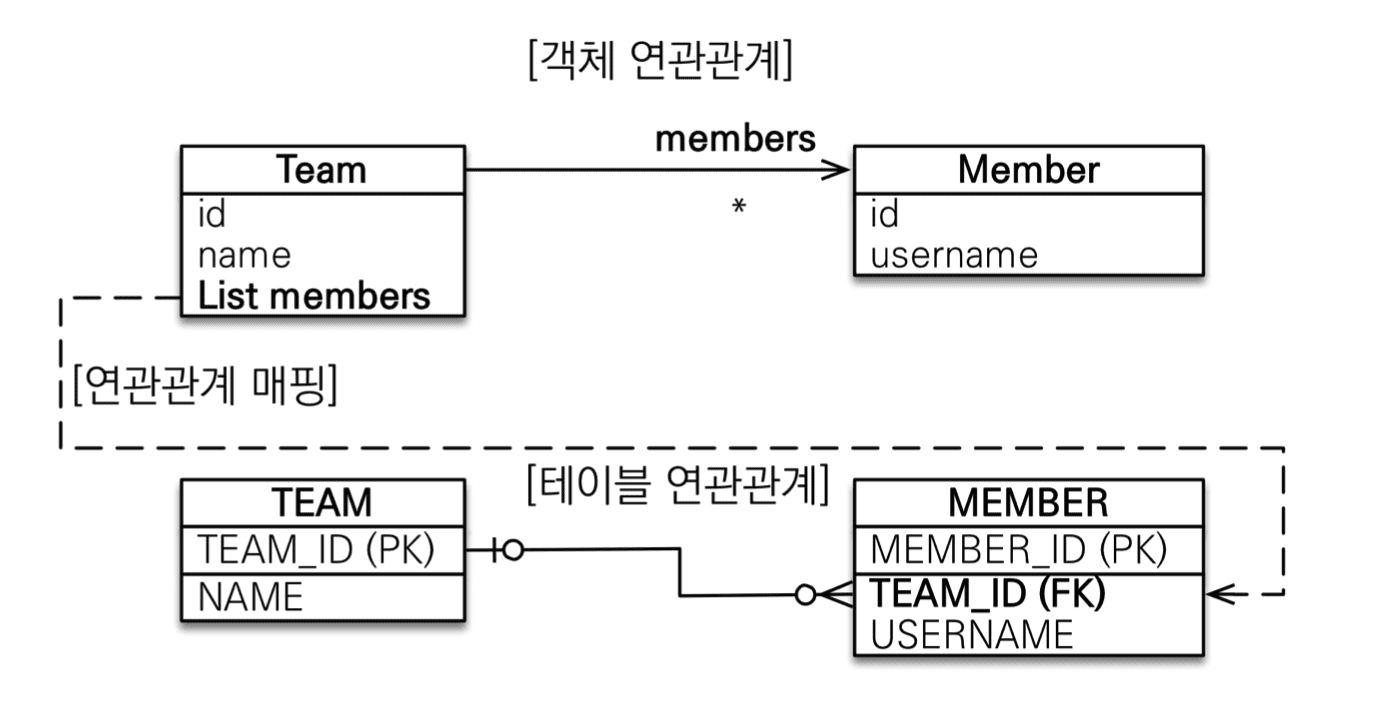 [객체 연관관계]
members
Team
Member
*
id
name
List members
id
username
[연관관계 매핑]
[테이블 연관관계]
TEAM
TEAM_ID (PK)
NAME
MEMBER
MEMBER_ID (PK)
TEAM_ID (FK)
USERNAME